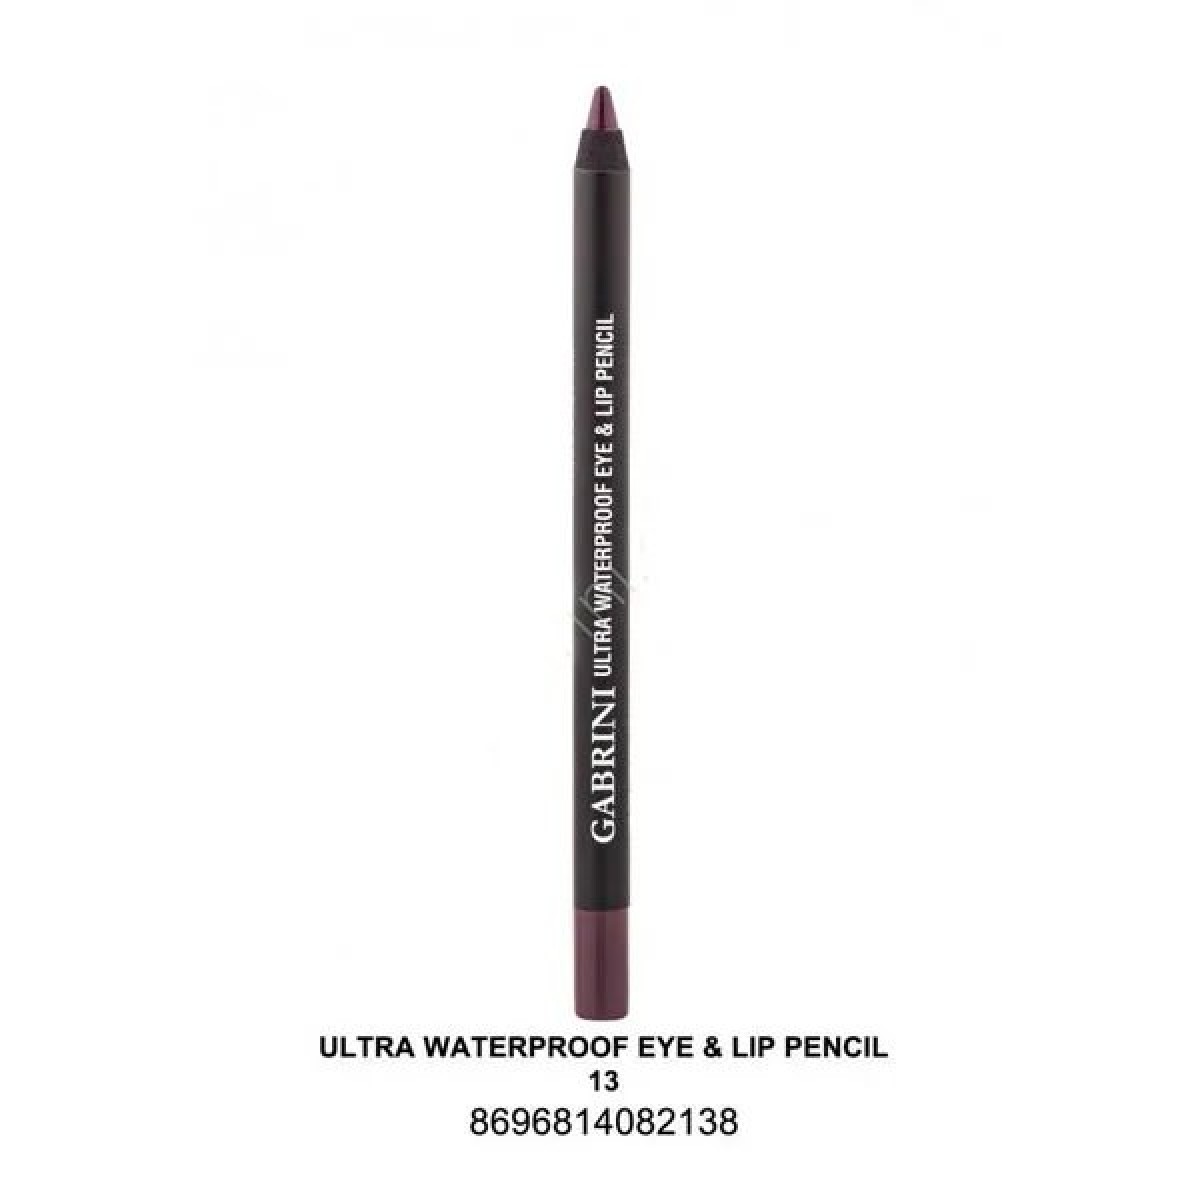 GABRINI ULTRA WATERPROOF EYE & LIP PENCIL
ULTRA WATERPROOF EYE & LIP PENCIL
13
8696814082138